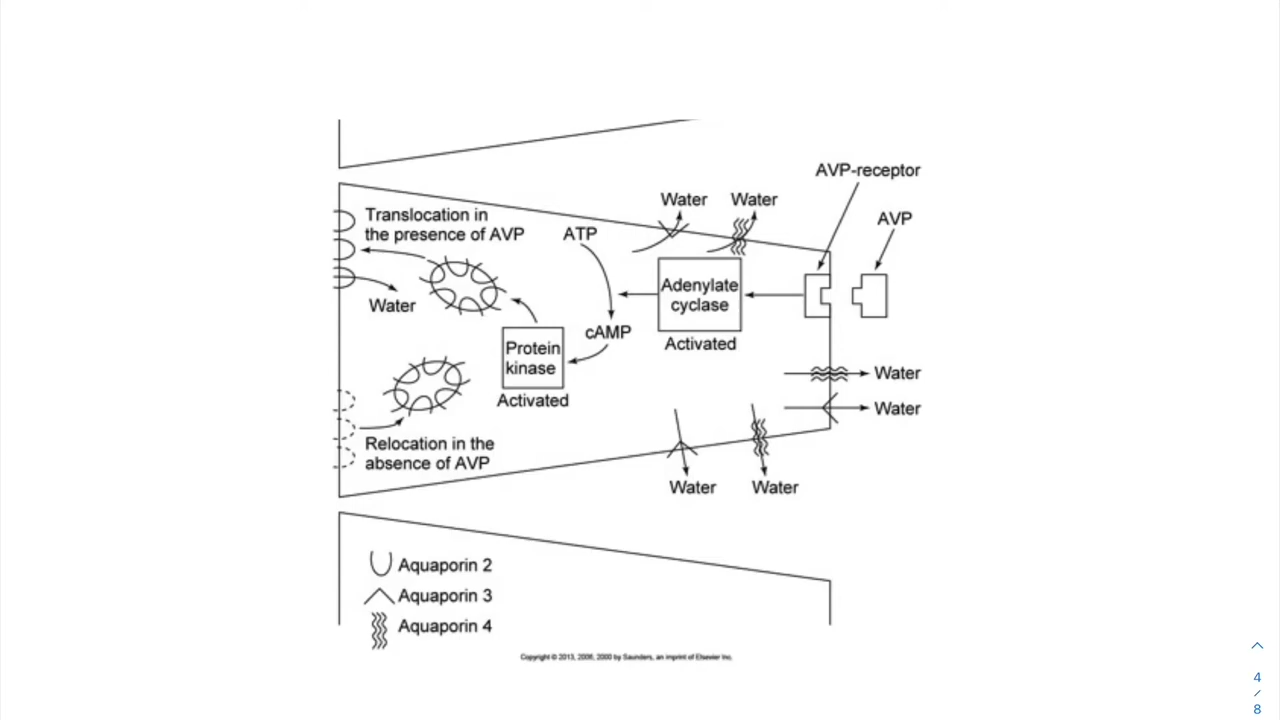 AVP-receptor
Water
Water
AVP
Translocation in
the presence of AVP
ATP
Adenylate
cyclase
Water
cAMP
Activated
Protein
kinase
Activated
Water
Water
Relocation in the
absence of AVP
Water
Water
Aquaporin 2
Aquaporin 3
Aquaporin 4
Copyright © 2013, 2008, 2000 by Saunders, an imprint of Elsevier Inc.
4
/
8